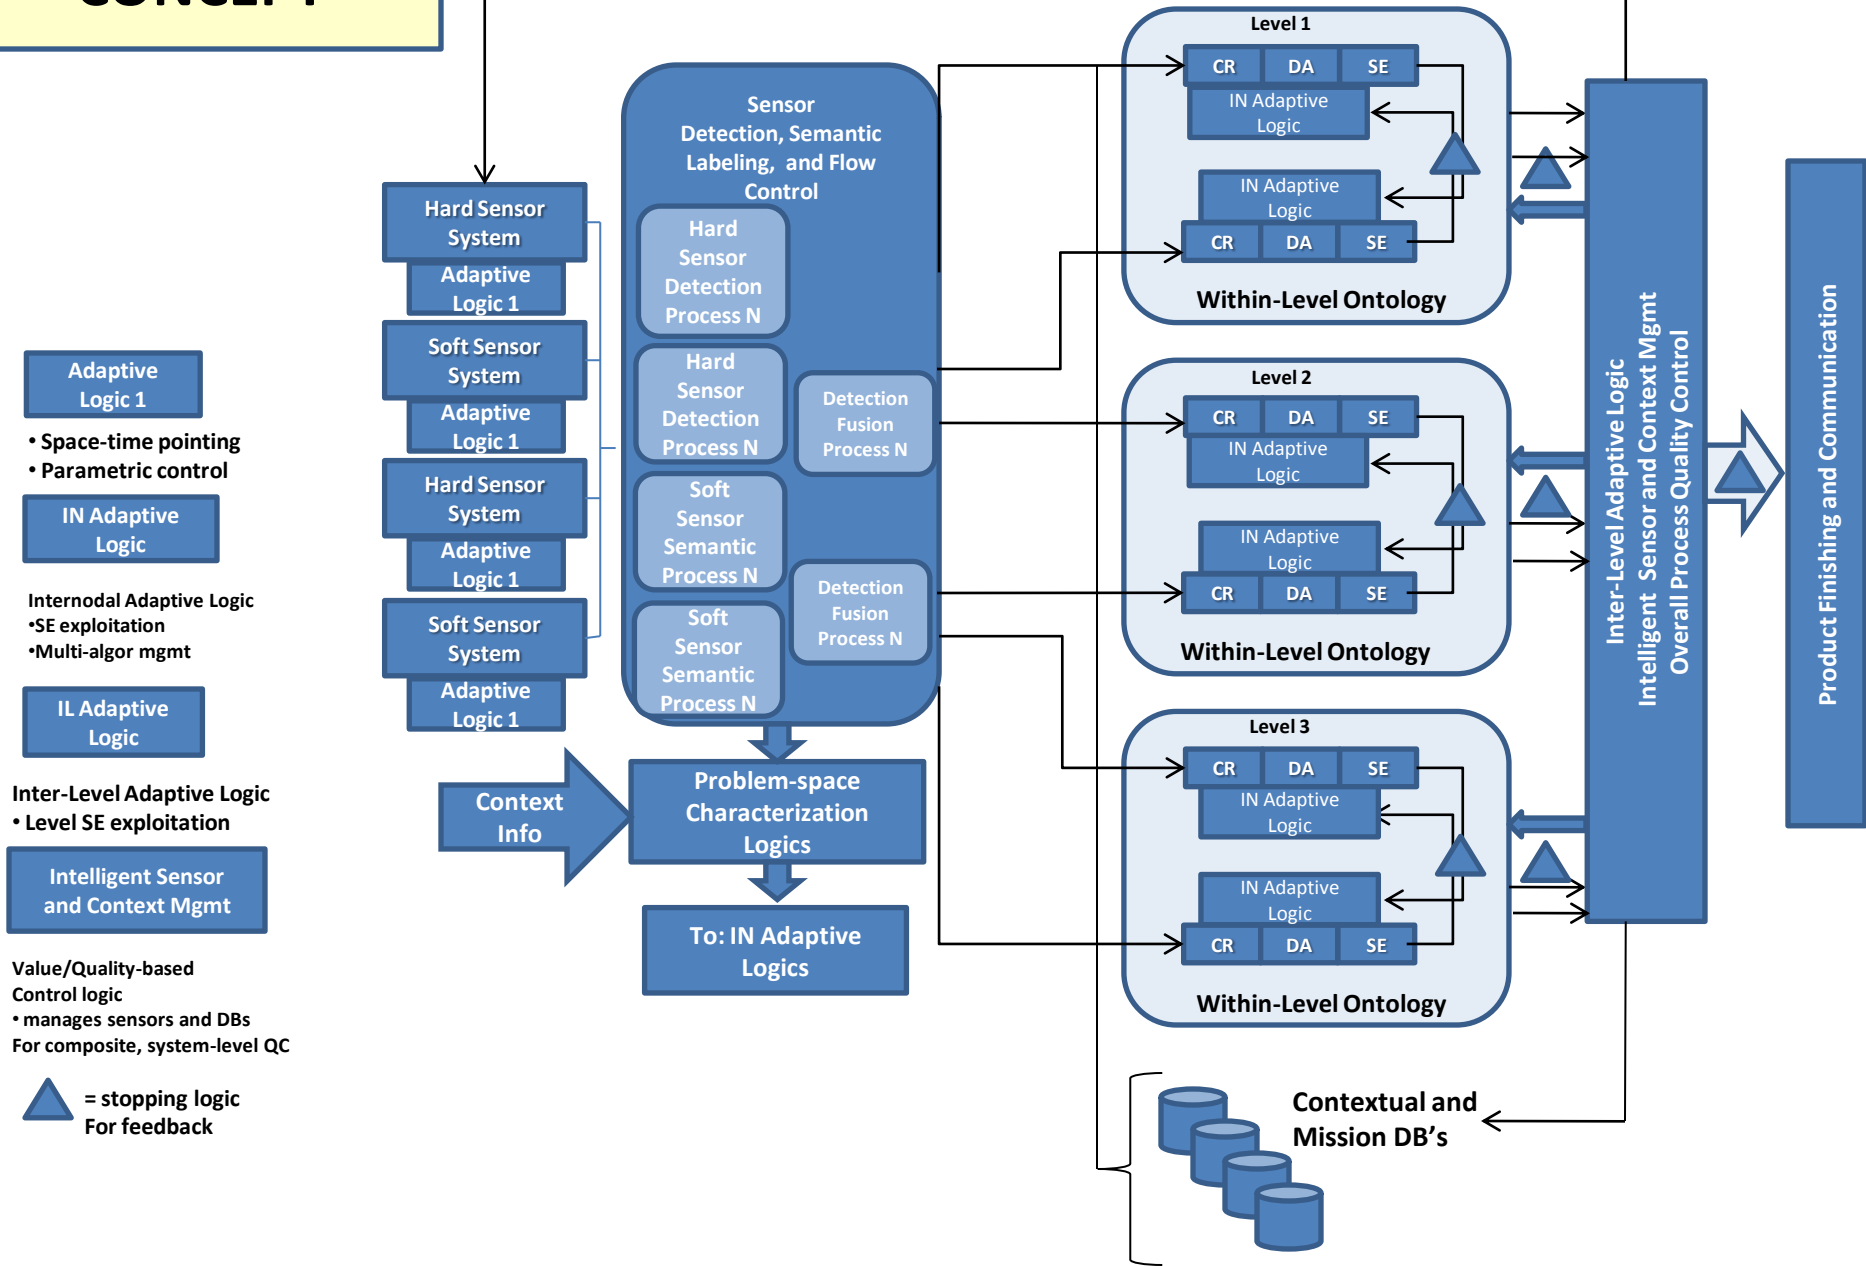 CONCEPT
Adaptive
Logic 1
• Space-time pointing
• Parametric control
IN Adaptive
Logic
Internodal Adaptive Logic
•SE exploitation
•Multi-algor mgmt
IL Adaptive
Logic
Inter-Level Adaptive Logic
• Level SE exploitation
Intelligent Sensor
and Context Mgmt
Value/Quality-based
Control logic
• manages sensors and DBs
For composite, system-level QC
= stopping logic
For feedback
Hard Sensor
System
Adaptive
Logic 1
Soft Sensor
System
Adaptive
Logic 1
Hard Sensor
System
Adaptive
Logic 1
Soft Sensor
System
Adaptive
Logic 1
Context
Info
Sensor
Detection, Semantic
Labeling, and Flow
Control
Hard
Sensor
Detection
Process N
Hard
Sensor
Detection
Process N
Soft
Sensor
Semantic
Process N
Soft
Sensor
Semantic
Process N
Detection
Fusion
Process N
Detection
Fusion
Process N
Problem-space
Characterization
Logics
To: IN Adaptive
Logics
Level 1
CR DA SE
IN Adaptive
Logic
IN Adaptive
Logic
CR DA SE
Within-Level Ontology
Level 2
CR DA SE
IN Adaptive
Logic
IN Adaptive
Logic
CR DA SE
Within-Level Ontology
Level 3
CR DA SE
IN Adaptive
Logic
IN Adaptive
Logic
CR DA SE
Within-Level Ontology
Contextual and
Mission DB's
Inter-Level Adaptive Logic
Intelligent Sensor and Context Mgmt
Overall Process Quality Control
Product Finishing and Communication